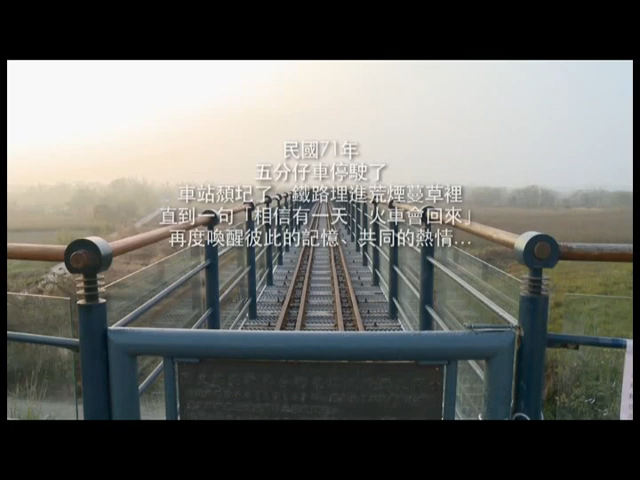 民國71年
五分仔車停駛了
車站頹圮了、鐵路埋進荒煙蔓草裡
直到一句「相信有一天，火車會回來」
再度喚醒彼此的記憶、共同的熱情...